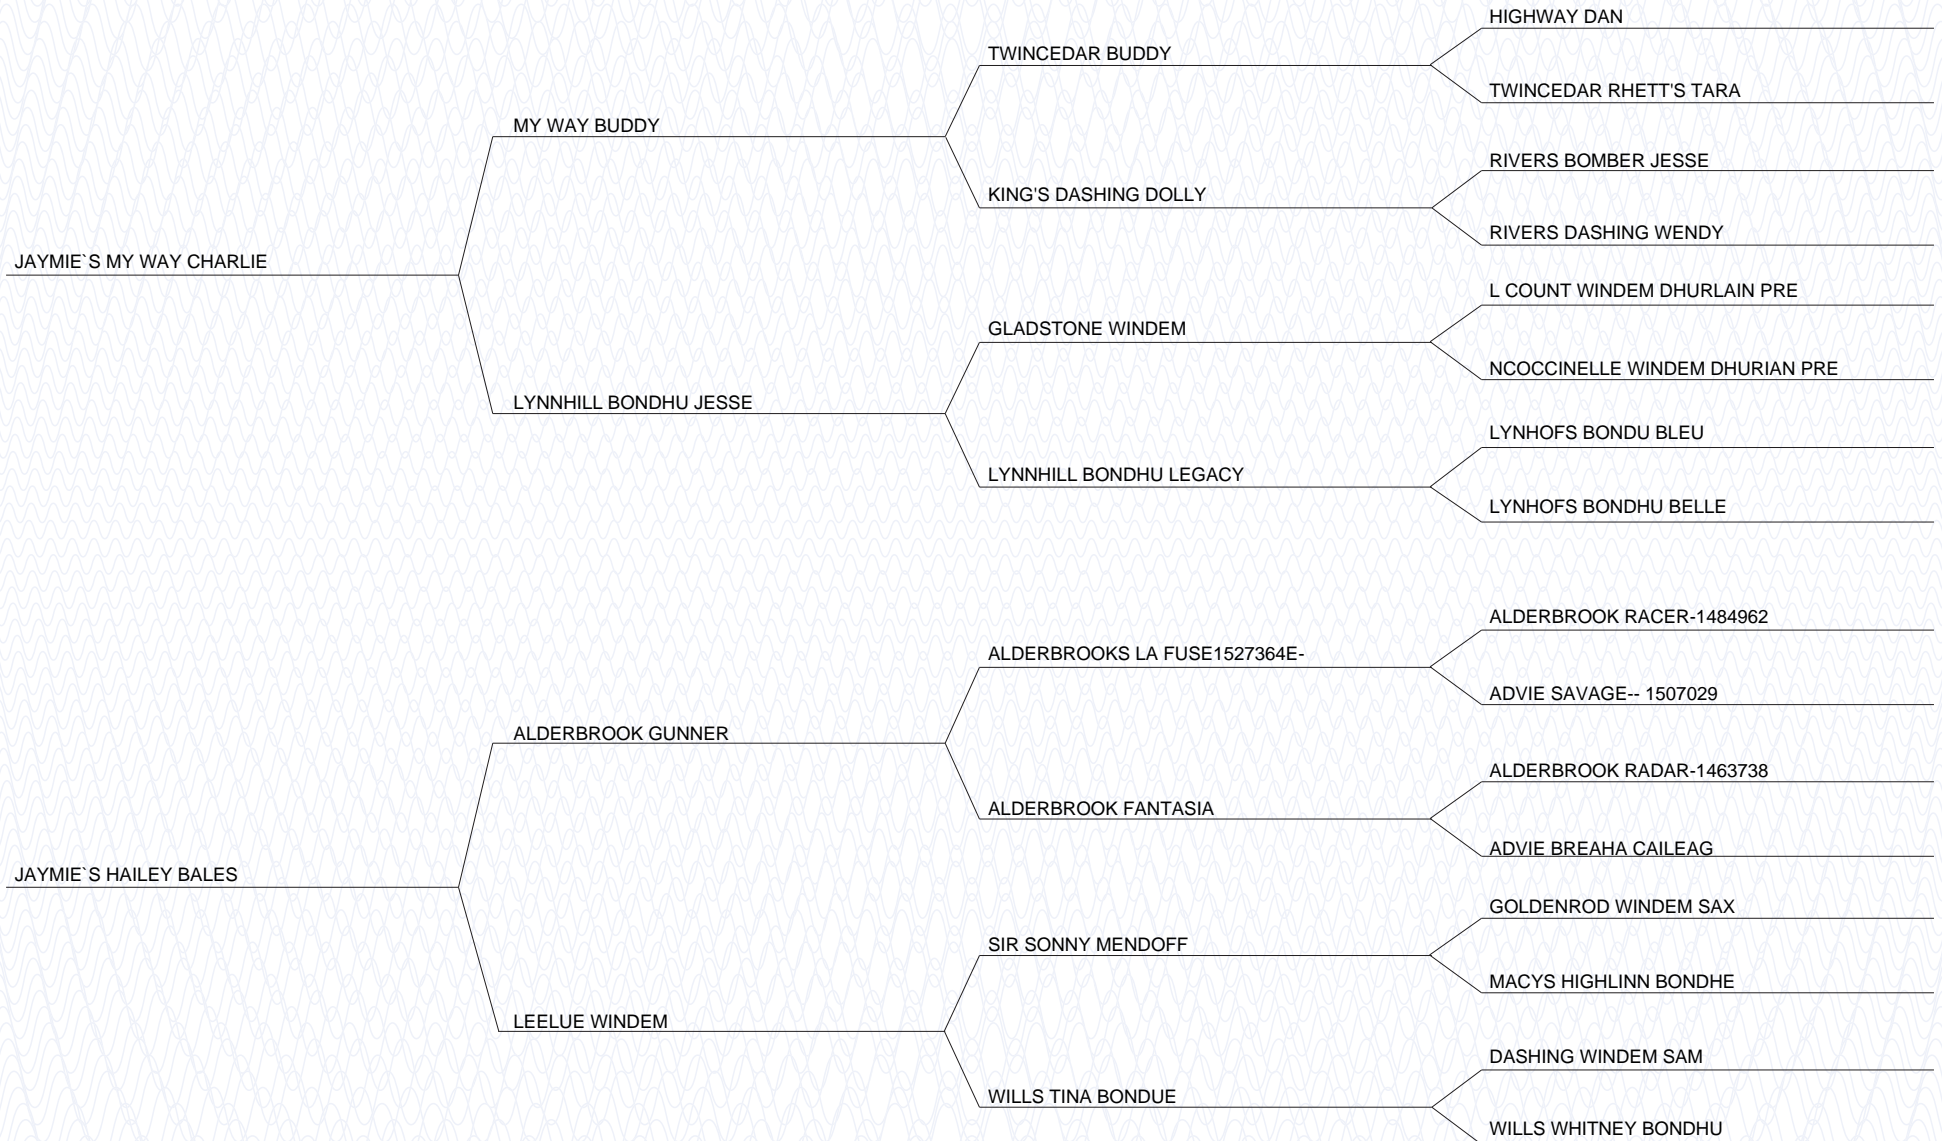 HIGHWAY DAN
TWINCEDAR BUDDY
TWINCEDAR RHETT'S TARA
MY WAY BUDDY
RIVERS BOMBER JESSE
KING'S DASHING DOLLY
RIVERS DASHING WENDY
JAYMIE`S MY WAY CHARLIE
L COUNT WINDEM DHURLAIN PRE
GLADSTONE WINDEM
NCOCCINELLE WINDEM DHURIAN PRE
LYNNHILL BONDHU JESSE
LYNHOFS BONDU BLEU
LYNNHILL BONDHU LEGACY
LYNHOFS BONDHU BELLE
ALDERBROOK RACER-1484962
ALDERBROOKS LA FUSE1527364E-
ADVIE SAVAGE-- 1507029
ALDERBROOK GUNNER
ALDERBROOK RADAR-1463738
ALDERBROOK FANTASIA
ADVIE BREAHA CAILEAG
JAYMIE`S HAILEY BALES
GOLDENROD WINDEM SAX
SIR SONNY MENDOFF
MACYS HIGHLINN BONDHE
LEELUE WINDEM
DASHING WINDEM SAM
WILLS TINA BONDUE
WILLS WHITNEY BONDHU